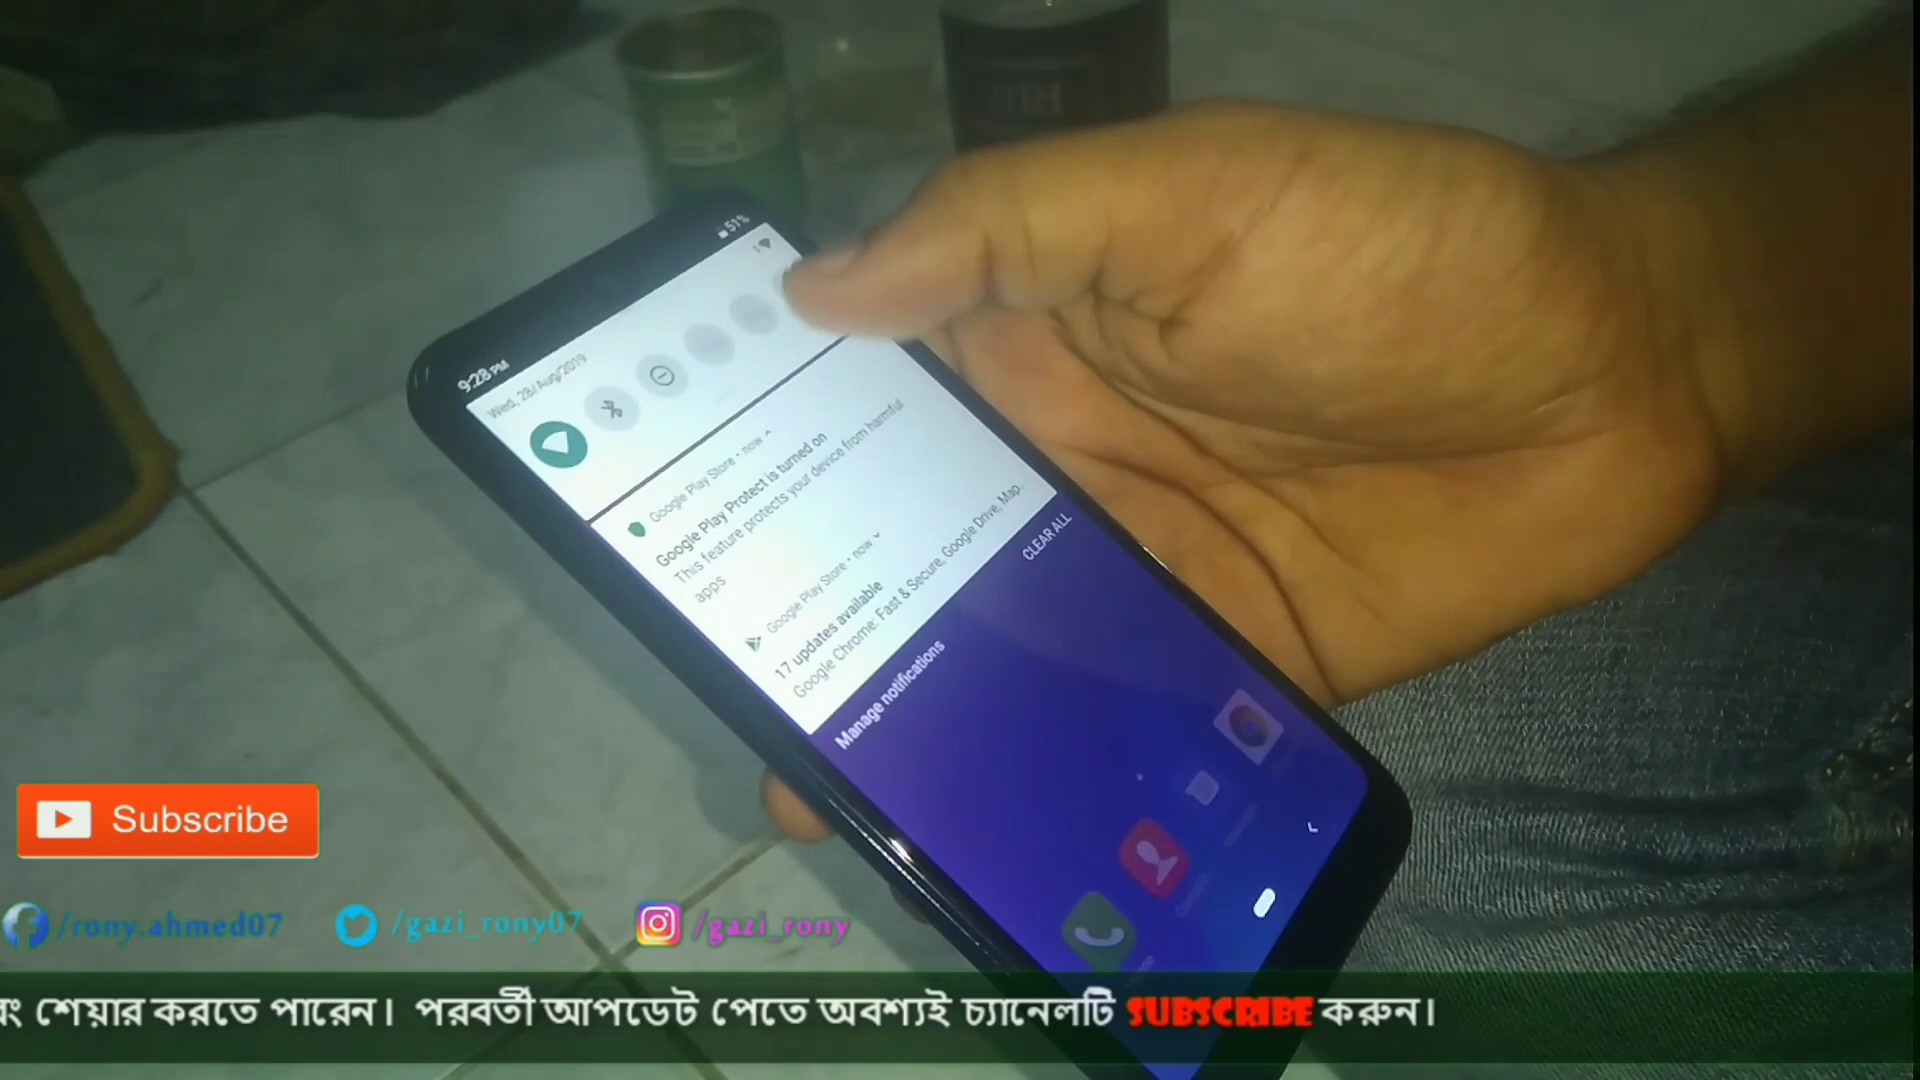 51%
9:28 PM
Wed, 28/Aug/2019
Google Play Store • now
Google Play Protect is turned on
This feature protects your device from harmful
apps
Google Play Store • now
17 updates available
Google Chrome: Fast & Secure, Google Drive, Map..
Manage notifications
CLEAR ALL
Subscribe
/rony.ahmed07
/gazi_rony07
/gazi_rony
শেয়ার করতে পারেন। পরবর্তী আপডেট পেতে অবশ্যই চ্যানেলটি SUBSCRIBE করুন।